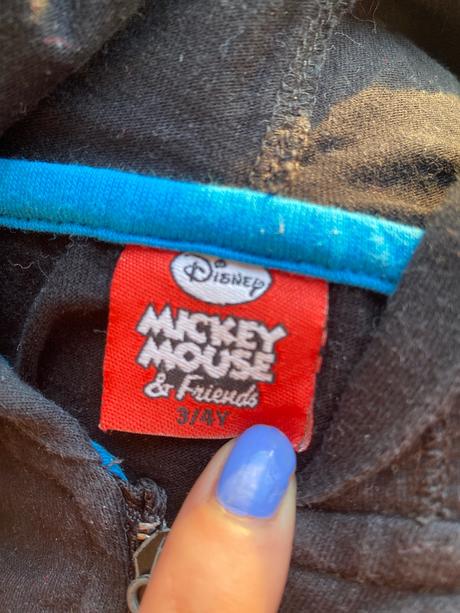 Disney
MICKEY
MOUSE
& Friends
3/4Y